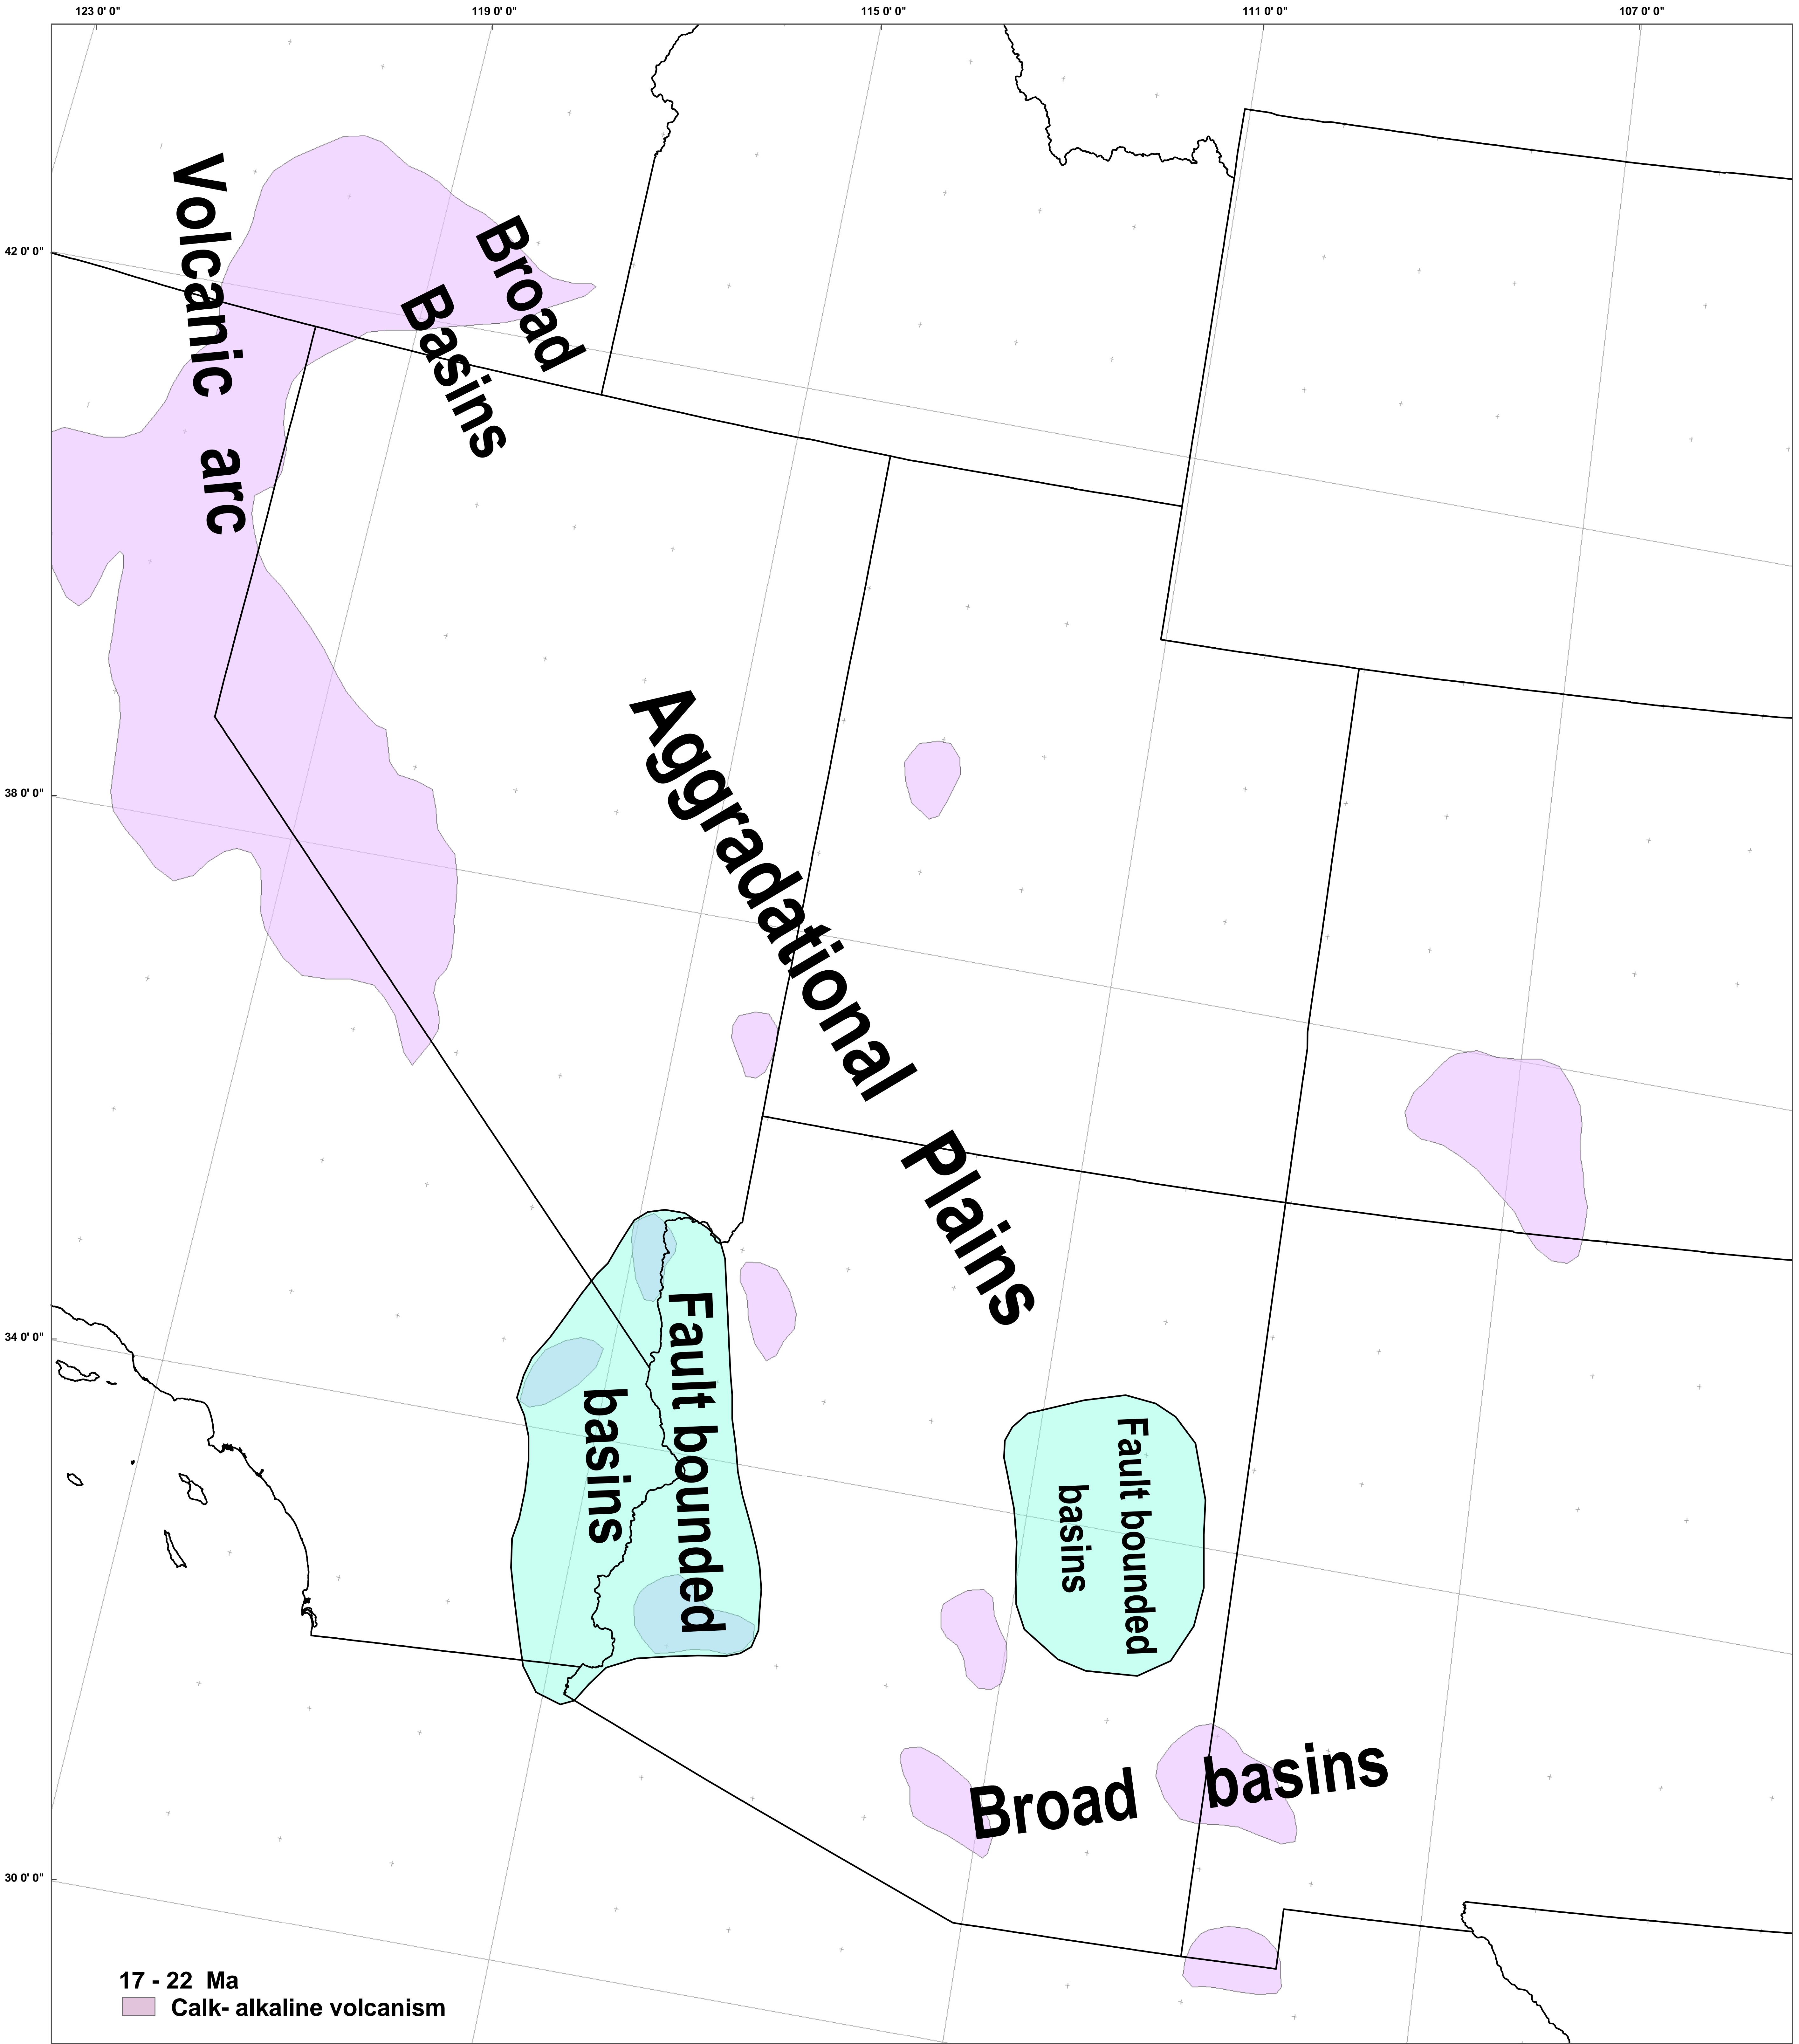 123 0' 0" 119 0' 0" 115 0' 0" 111 0' 0" 107 0' 0"
42 0' 0"
38 0' 0"
34 0' 0"
30 0' 0"
Volcanic arc
Broad
Basins
Aggradational Plains
Fault bounded
basins
Fault bounded
basins
Broad basins
17 - 22 Ma
Calk- alkaline volcanism